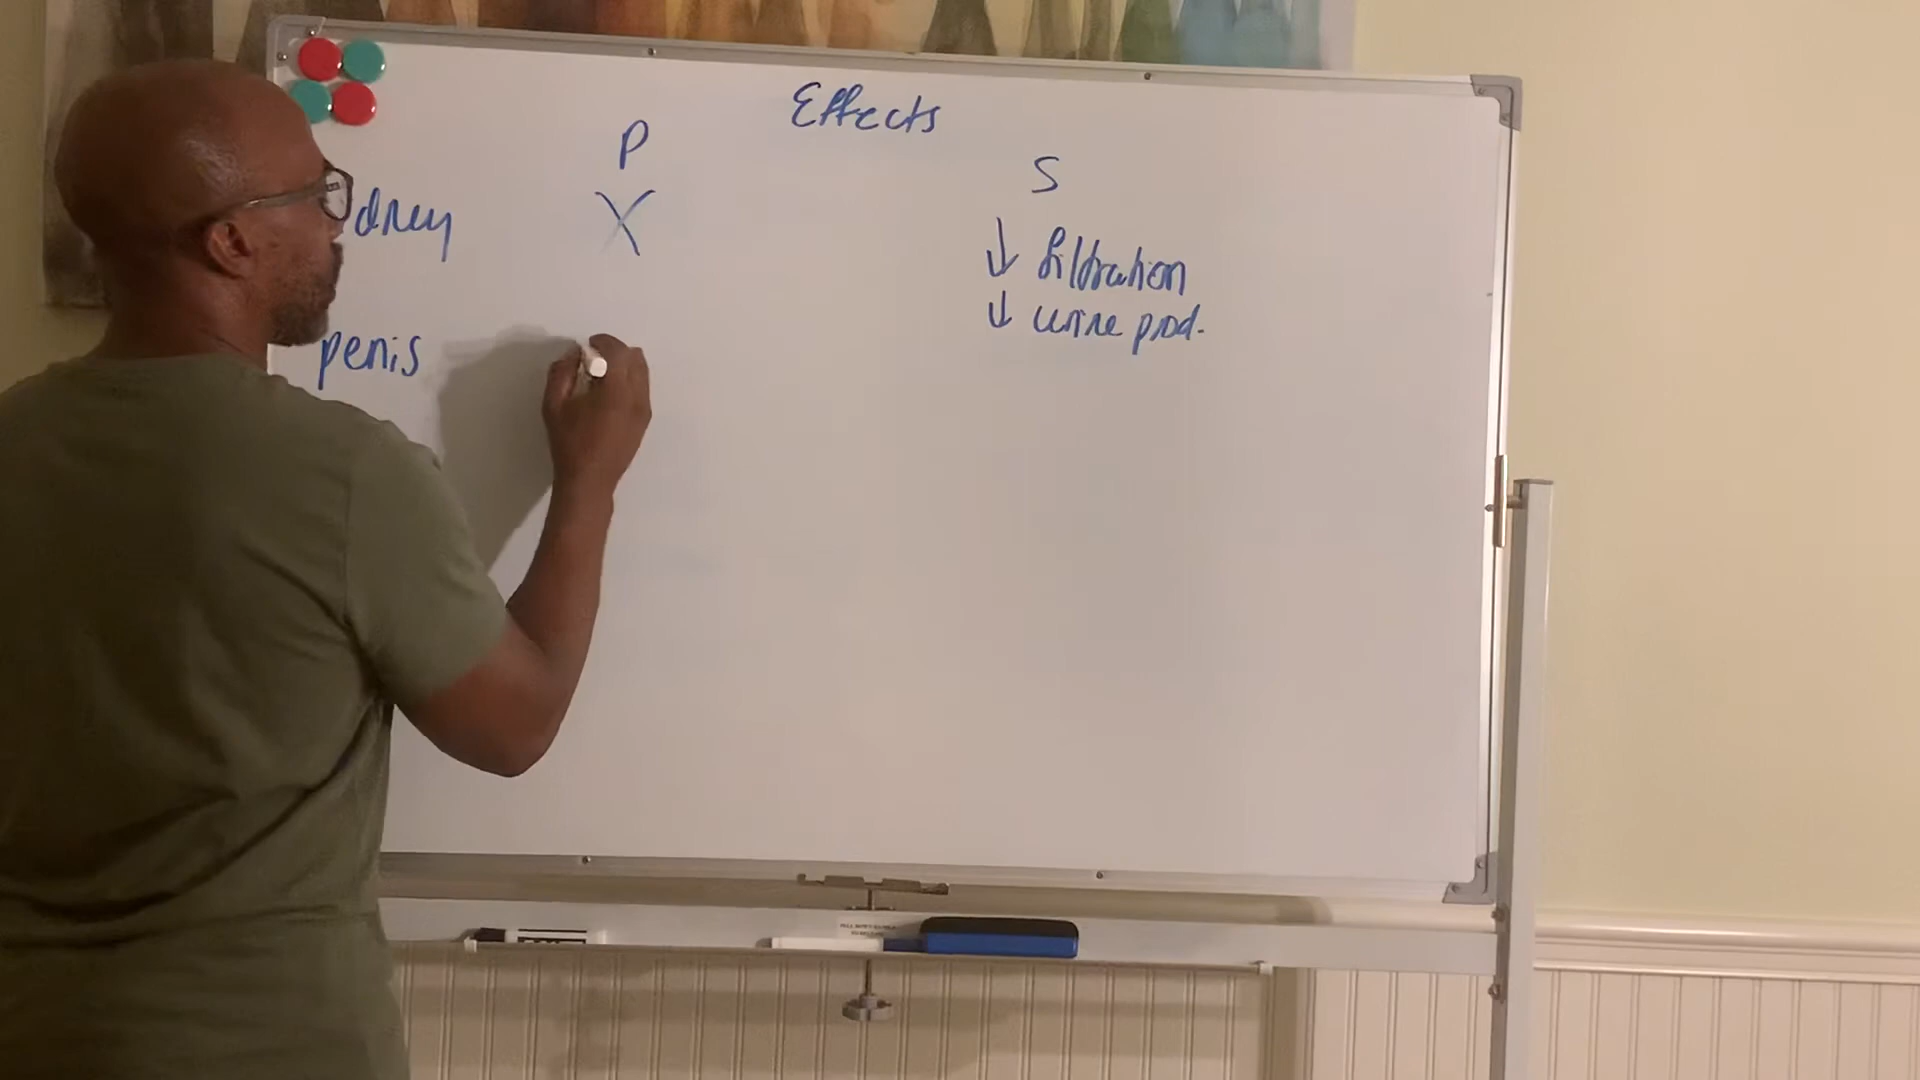 Effects
P
S
dney
X
↓ filtration
↓ urine prod.
penis